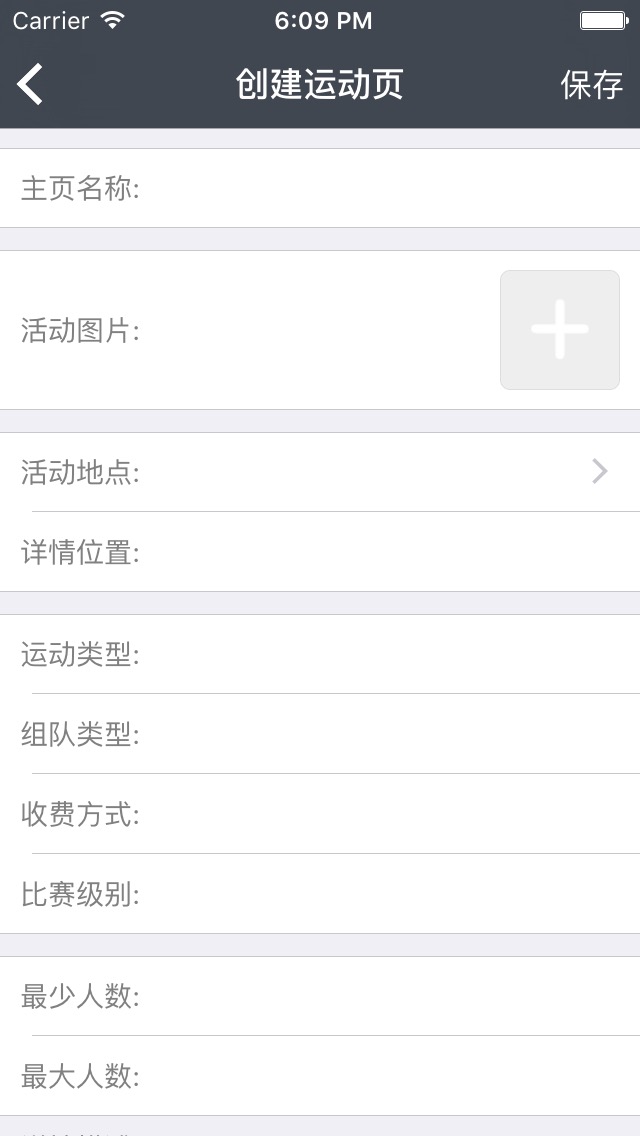 Carrier 6:09 PM
创建运动页 保存
主页名称:
活动图片:
活动地点:
详情位置:
运动类型:
组队类型:
收费方式:
比赛级别:
最少人数:
最大人数: